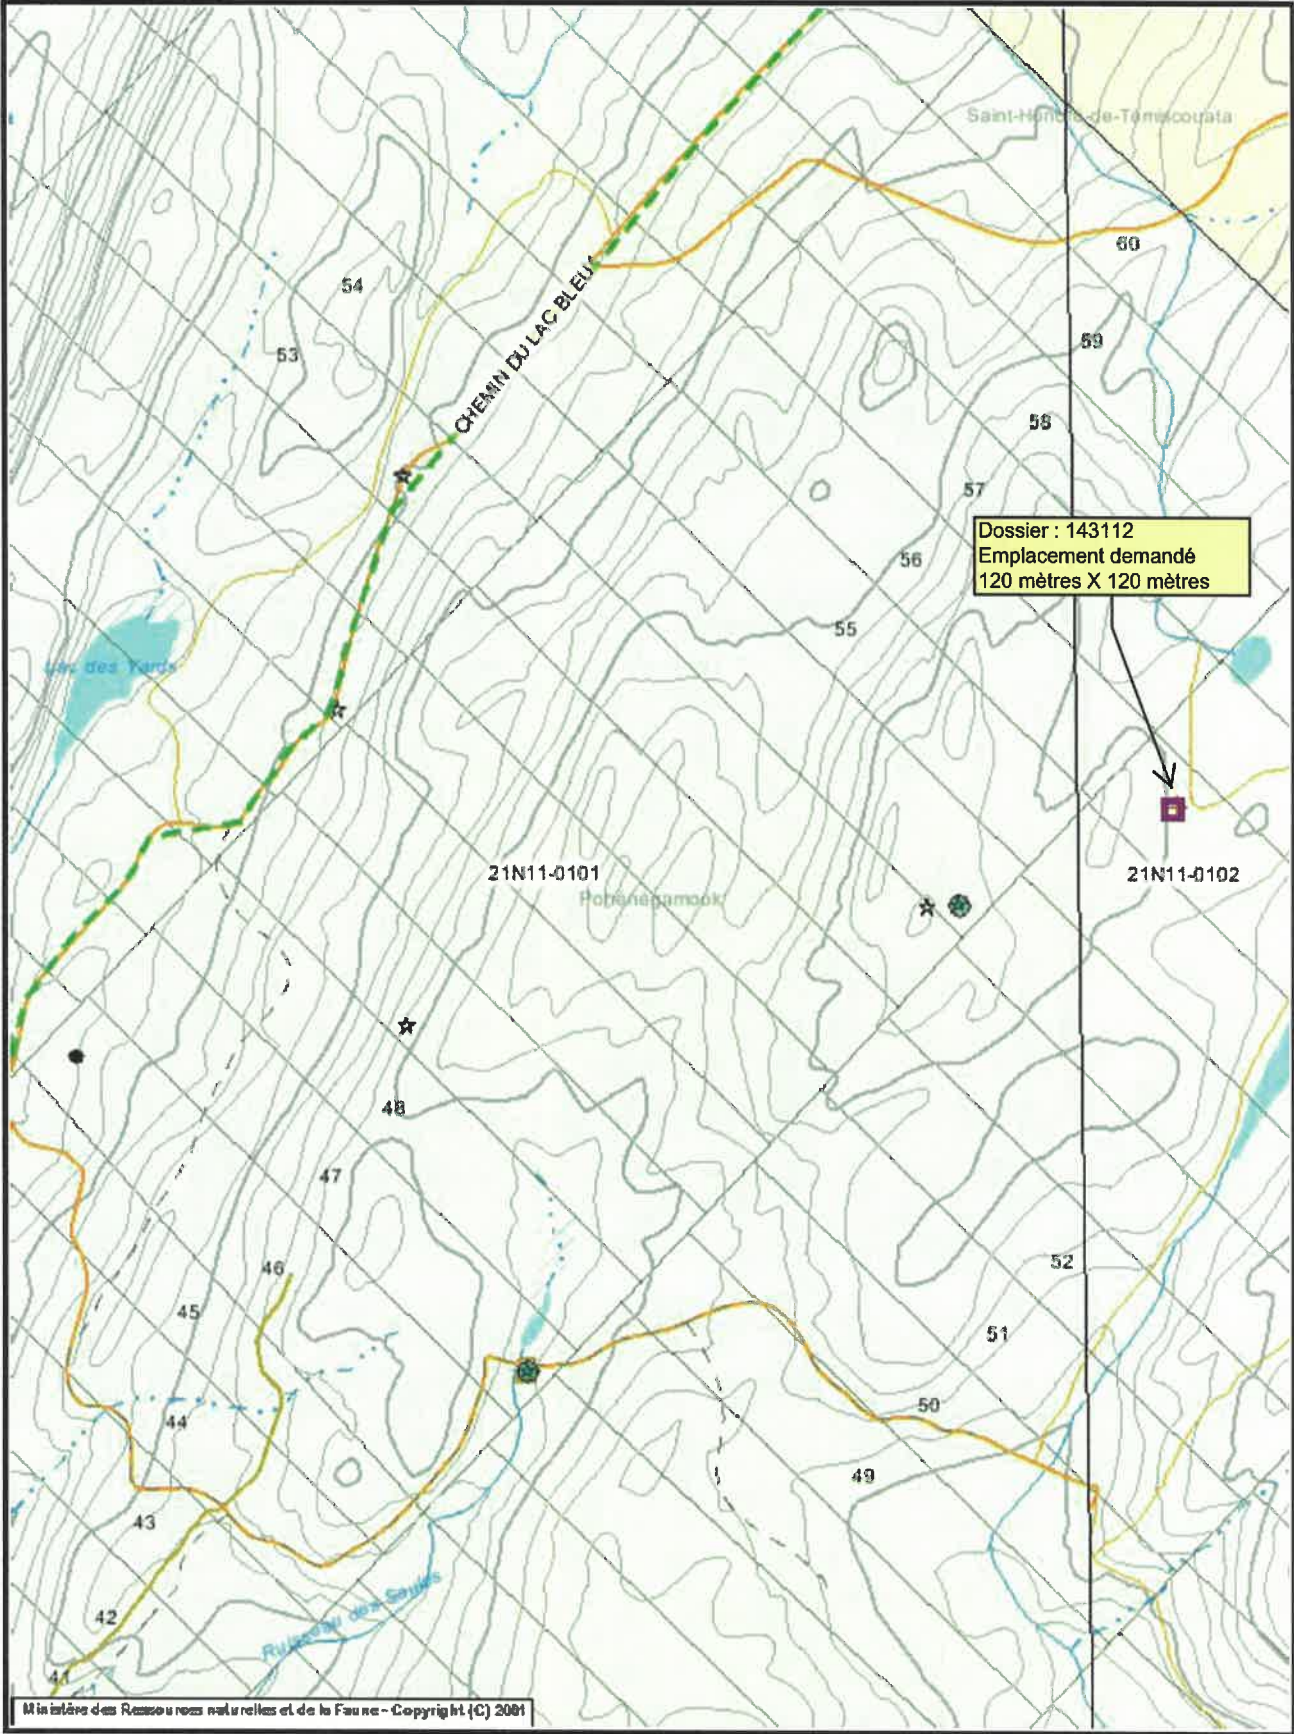 Saint-Honoré-de-Témiscouata
60
54
59
53
CHEMIN DU LAC BLEU
58
57
Dossier : 143112
Emplacement demandé
120 mètres X 120 mètres
56
55
Lac des Yards
21N11-0101
21N11-0102
Pohénégamook
48
47
52
46
45
51
50
44
49
43
Ruisseau des
42
41
Ministère des Ressources naturelles et de la Faune - Copyright (C) 2001